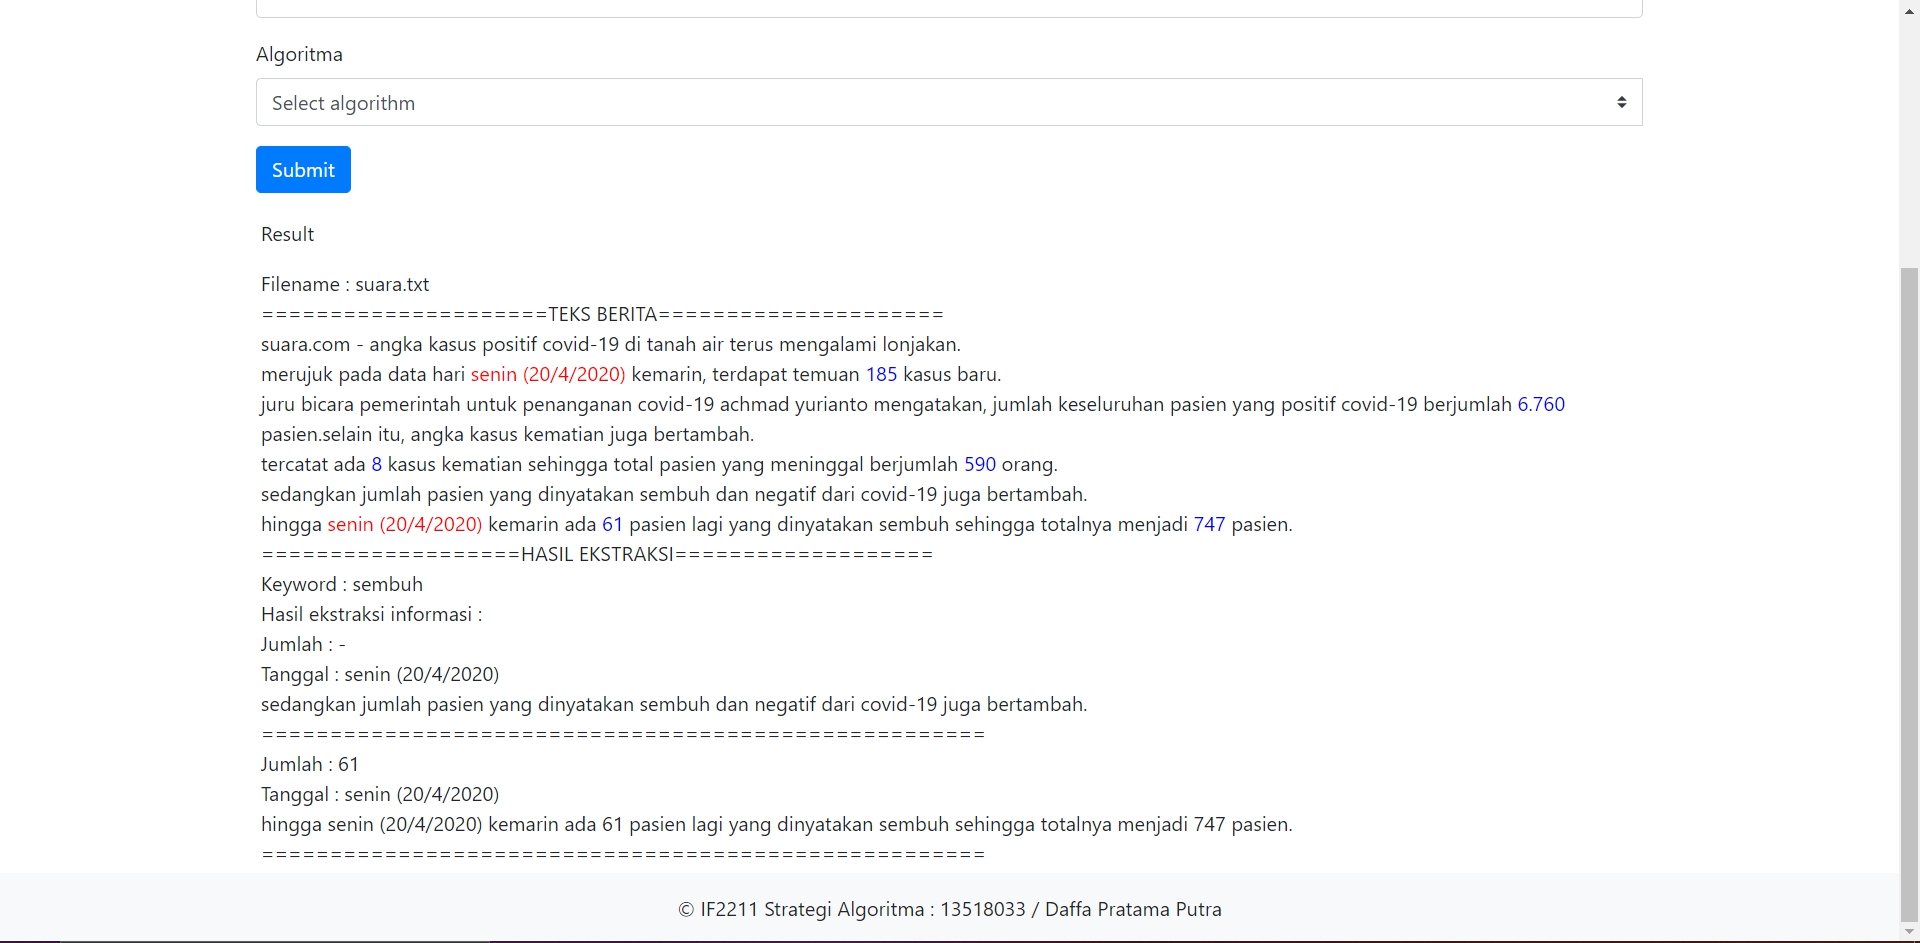 Algoritma
Select algorithm
Submit
Result
Filename : suara.txt
=====================TEKS BERITA=====================
suara.com - angka kasus positif covid-19 di tanah air terus mengalami lonjakan.
merujuk pada data hari senin (20/4/2020) kemarin, terdapat temuan 185 kasus baru.
juru bicara pemerintah untuk penanganan covid-19 achmad yurianto mengatakan, jumlah keseluruhan pasien yang positif covid-19 berjumlah 6.760
pasien.selain itu, angka kasus kematian juga bertambah.
tercatat ada 8 kasus kematian sehingga total pasien yang meninggal berjumlah 590 orang.
sedangkan jumlah pasien yang dinyatakan sembuh dan negatif dari covid-19 juga bertambah.
hingga senin (20/4/2020) kemarin ada 61 pasien lagi yang dinyatakan sembuh sehingga totalnya menjadi 747 pasien.
===================HASIL EKSTRAKSI===================
Keyword : sembuh
Hasil ekstraksi informasi :
Jumlah : -
Tanggal : senin (20/4/2020)
sedangkan jumlah pasien yang dinyatakan sembuh dan negatif dari covid-19 juga bertambah.
=====================================================
Jumlah : 61
Tanggal : senin (20/4/2020)
hingga senin (20/4/2020) kemarin ada 61 pasien lagi yang dinyatakan sembuh sehingga totalnya menjadi 747 pasien.
=====================================================
© IF2211 Strategi Algoritma : 13518033 / Daffa Pratama Putra